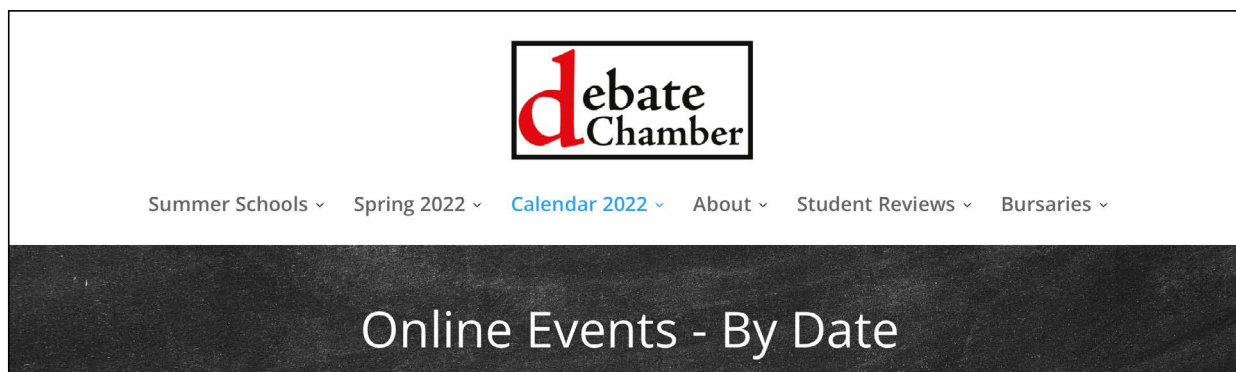 debate
Chamber
Summer Schools Spring 2022 Calendar 2022 About Student Reviews Bursaries
Online Events - By Date